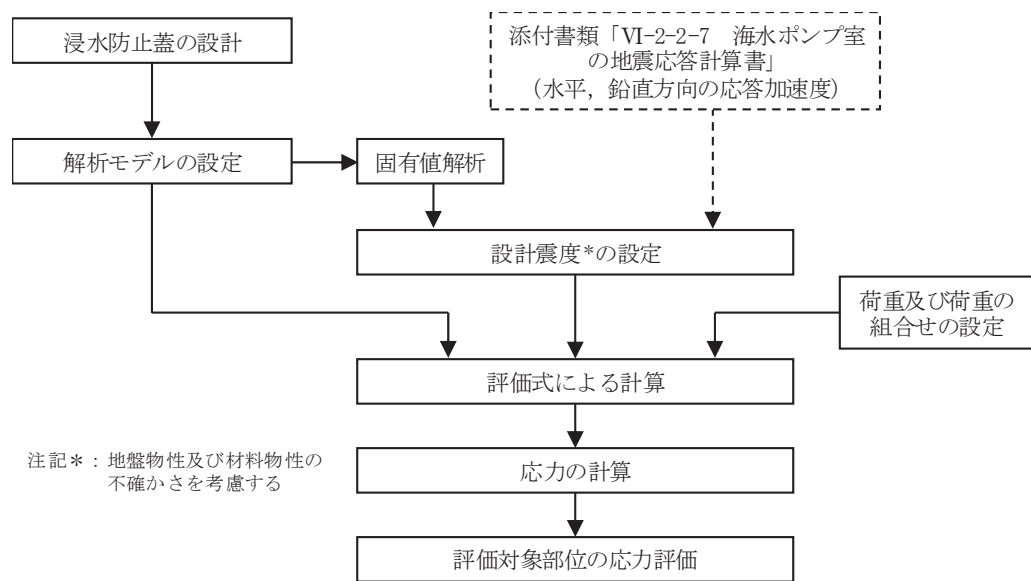 浸水防止蓋の設計
添付書類「Ⅵ-2-2-7　海水ポンプ室
の地震応答計算書」
（水平，鉛直方向の応答加速度）
解析モデルの設定
固有値解析
設計震度*の設定
荷重及び荷重の
組合せの設定
評価式による計算
注記＊：地盤物性及び材料物性の
不確かさを考慮する
応力の計算
評価対象部位の応力評価